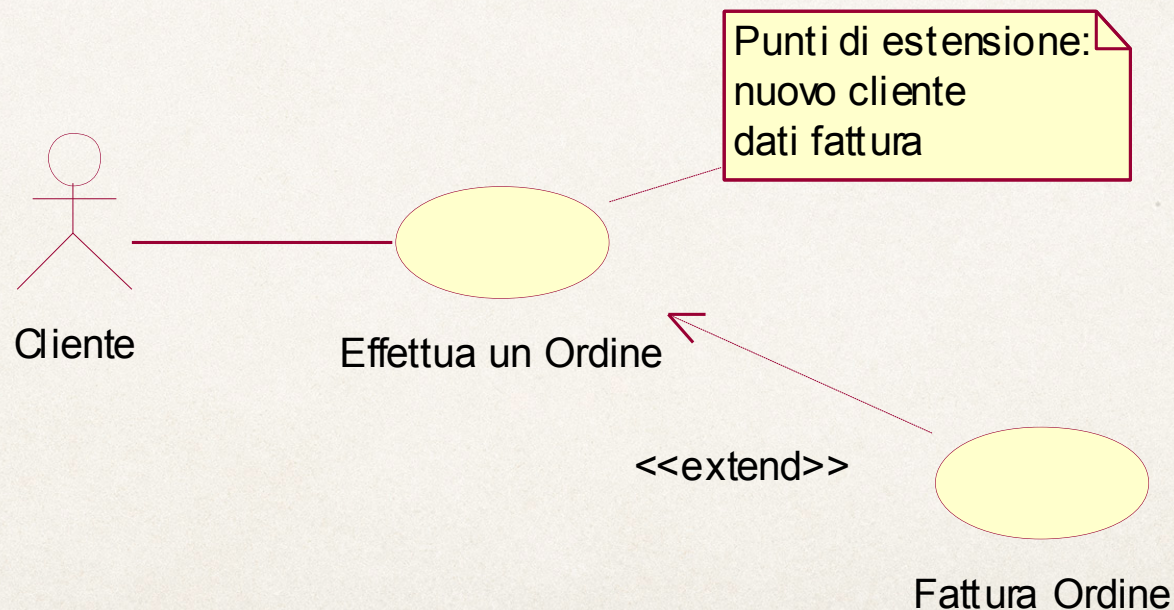 Punti di estensione:
nuovo cliente
dati fattura
Cliente
Effettua un Ordine
<<extend>>
Fattura Ordine